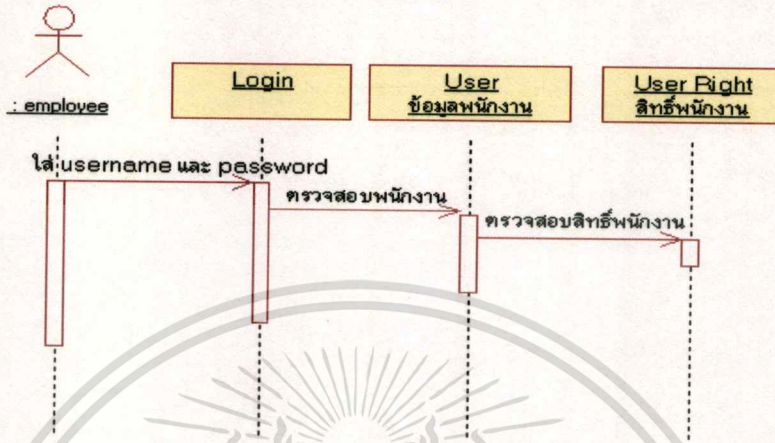 : employee
Login
User
ข้อมูลพนักงาน
User Right
สิทธิ์พนักงาน
ใส่ username และ password
ตรวจสอบพนักงาน
ตรวจสอบสิทธิ์พนักงาน